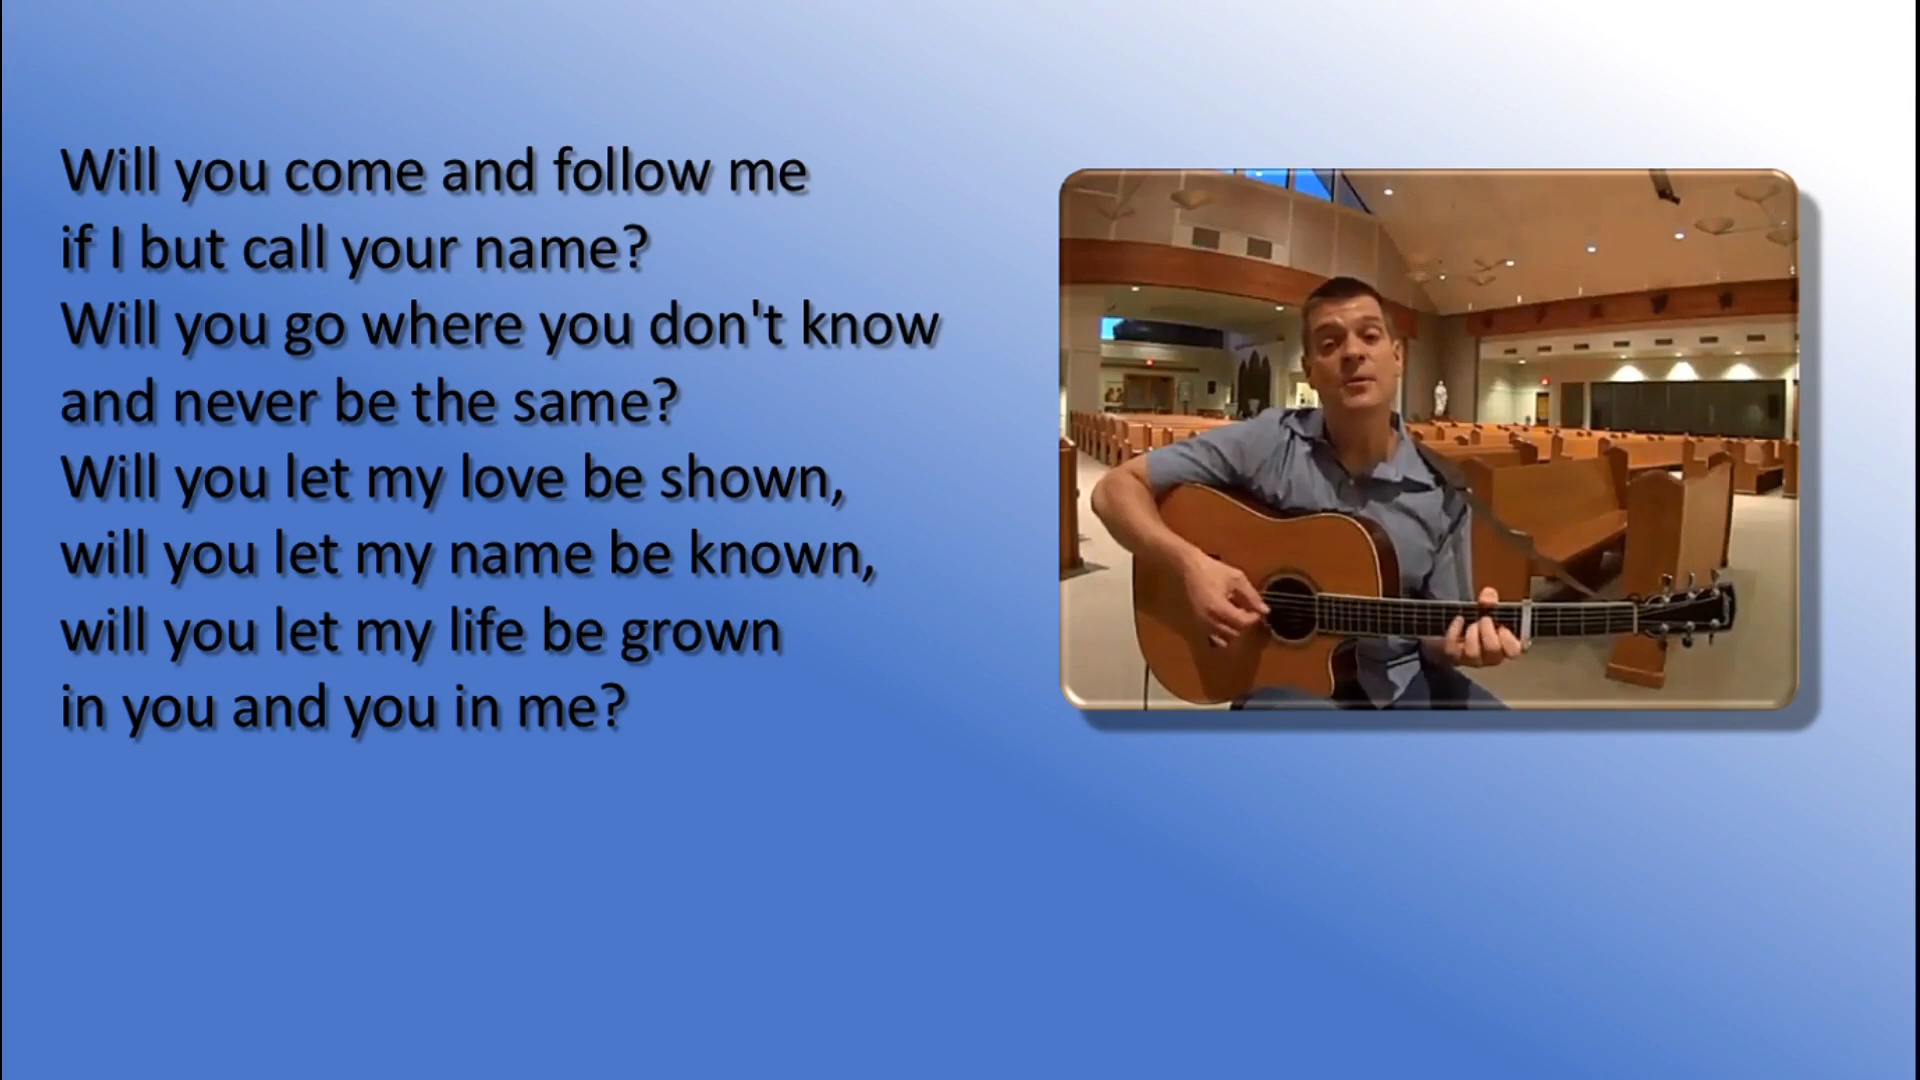 Will you come and follow me
if I but call your name?
Will you go where you don't know
and never be the same?
Will you let my love be shown,
will you let my name be known,
will you let my life be grown
in you and you in me?